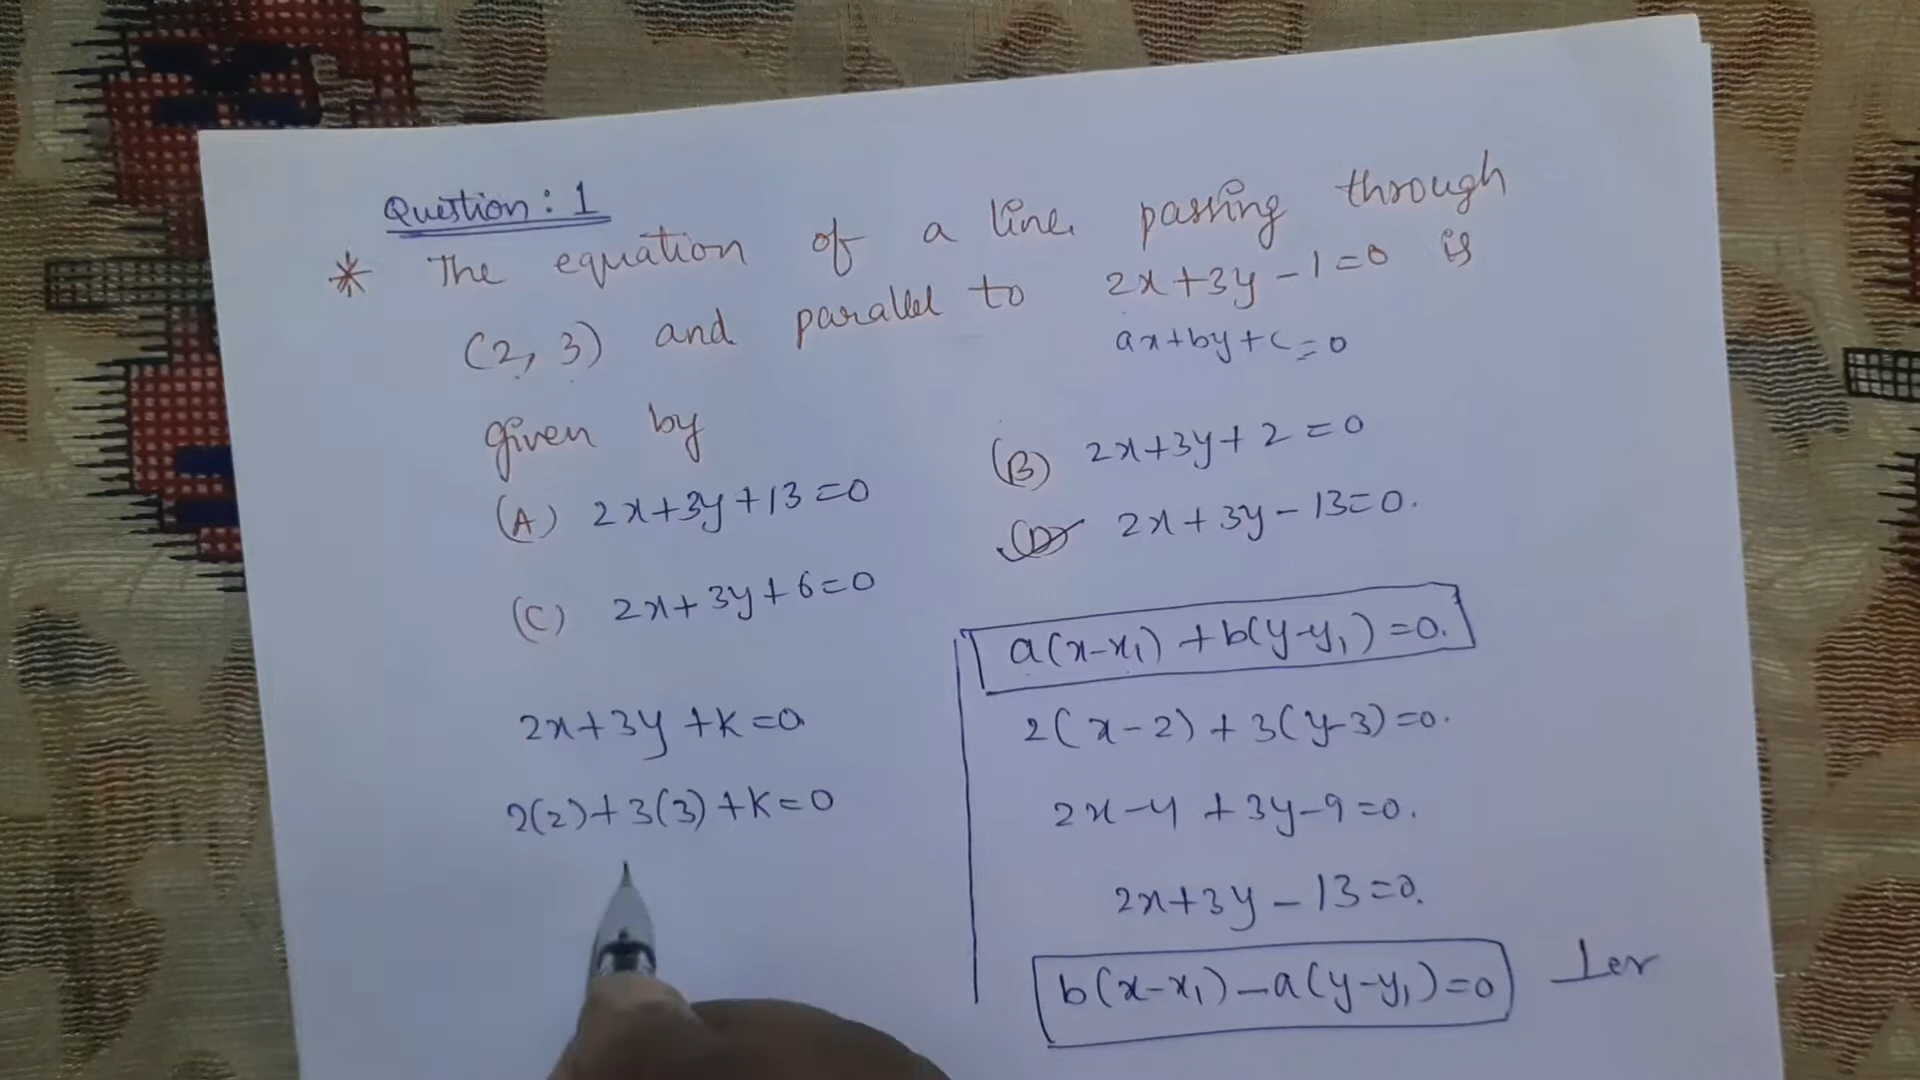 Question: 1
* The equation of a line passing through
(2, 3) and parallel to 2x+3y-1=0 is
ax+by+c=0
given by
(A) 2x+3y+13=0 (B) 2x+3y+2=0
(C) 2x+3y+6=0 (D) 2x+3y-13=0.
2x+3y+k=0
2(2)+3(3)+k=0
a(x-x₁)+b(y-y₁)=0.
2(x-2)+3(y-3)=0.
2x-4+3y-9=0.
2x+3y-13=0.
b(x-x₁)-a(y-y₁)=0 ⊥er